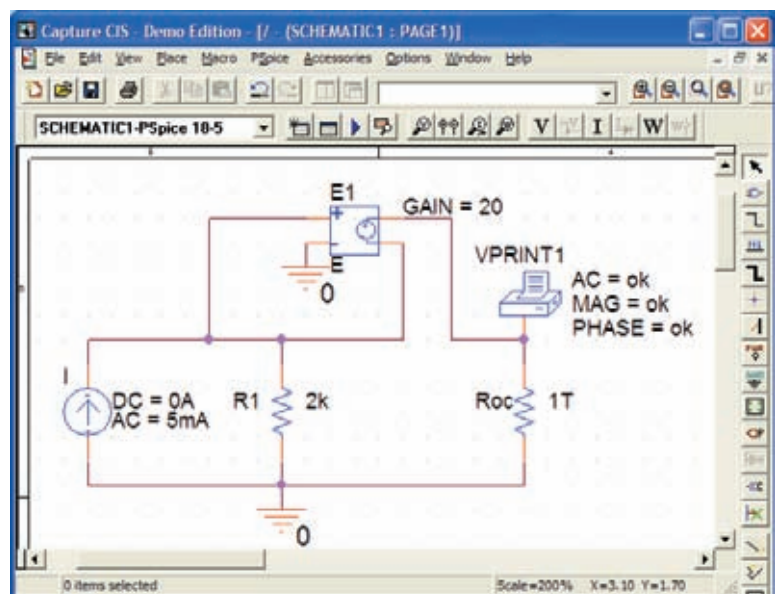 Capture CIS - Demo Edition - [/ - (SCHEMATIC1 : PAGE1)]
File Edit View Place Macro PSpice Accessories Options Window Help
SCHEMATIC1-PSpice 18-5
V I W
E1
GAIN = 20
E
0
VPRINT1
AC = ok
MAG = ok
PHASE = ok
I
DC = 0A
AC = 5mA
R1 2k
Roc 1T
0
0 items selected Scale=200% X=3.10 Y=1.70